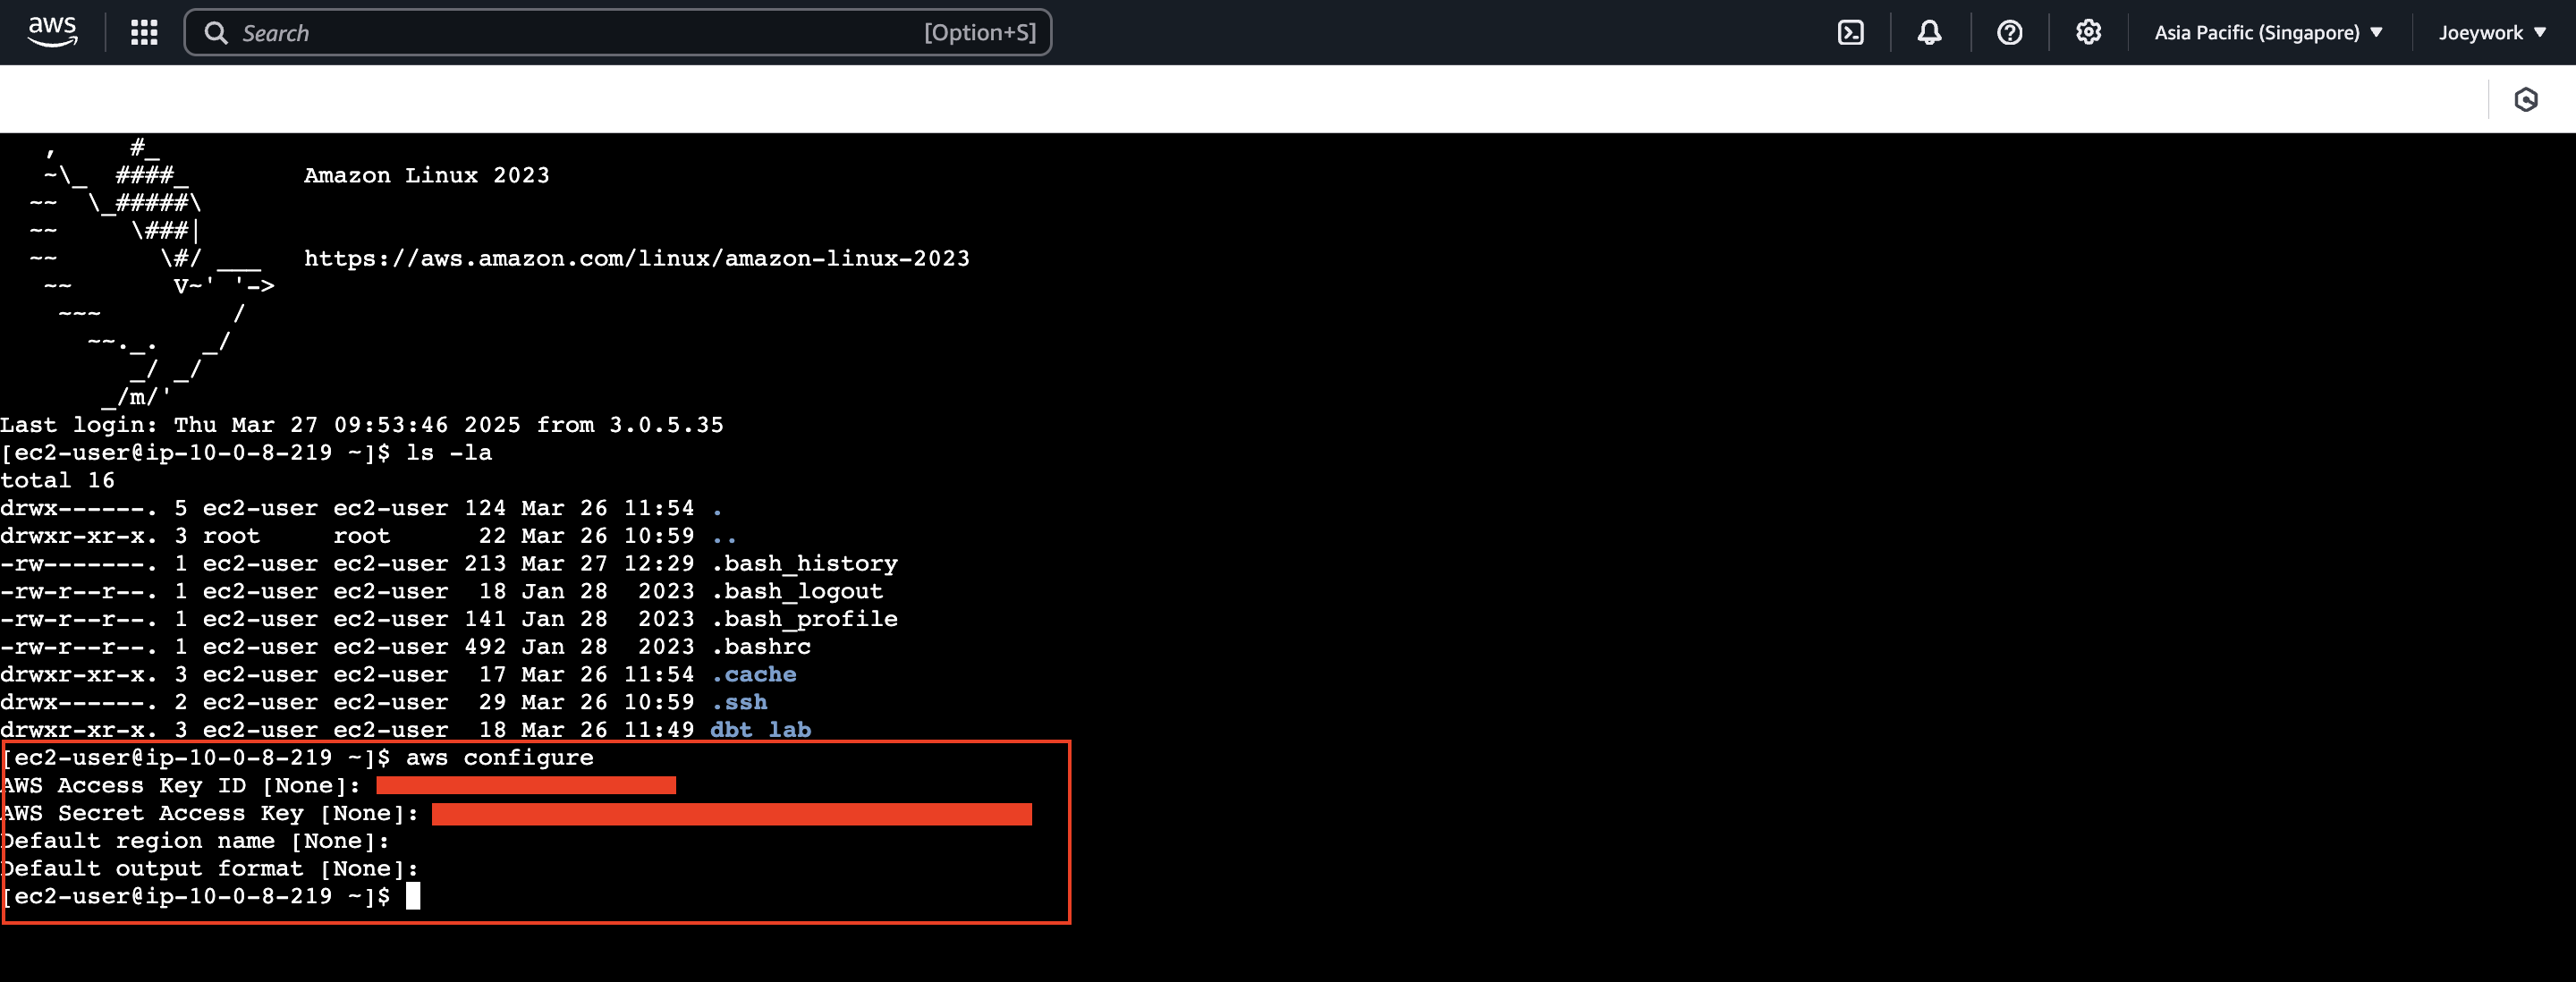 aws
Search [Option+S] Asia Pacific (Singapore) ▼ Joeywork ▼
   ,     #_
   ~\_  ####_        Amazon Linux 2023
  ~~  \_#####\
  ~~     \###|
  ~~       \#/ ___   https://aws.amazon.com/linux/amazon-linux-2023
   ~~       V~' '->
    ~~~         /
      ~~._.   _/
         _/ _/
       _/m/'
Last login: Thu Mar 27 09:53:46 2025 from 3.0.5.35
[ec2-user@ip-10-0-8-219 ~]$ ls -la
total 16
drwx------. 5 ec2-user ec2-user 124 Mar 26 11:54 .
drwxr-xr-x. 3 root     root      22 Mar 26 10:59 ..
-rw-------. 1 ec2-user ec2-user 213 Mar 27 12:29 .bash_history
-rw-r--r--. 1 ec2-user ec2-user  18 Jan 28  2023 .bash_logout
-rw-r--r--. 1 ec2-user ec2-user 141 Jan 28  2023 .bash_profile
-rw-r--r--. 1 ec2-user ec2-user 492 Jan 28  2023 .bashrc
drwxr-xr-x. 3 ec2-user ec2-user  17 Mar 26 11:54 .cache
drwx------. 2 ec2-user ec2-user  29 Mar 26 10:59 .ssh
drwxr-xr-x. 3 ec2-user ec2-user  18 Mar 26 11:49 dbt_lab
[ec2-user@ip-10-0-8-219 ~]$ aws configure
AWS Access Key ID [None]:
AWS Secret Access Key [None]:
Default region name [None]:
Default output format [None]:
[ec2-user@ip-10-0-8-219 ~]$